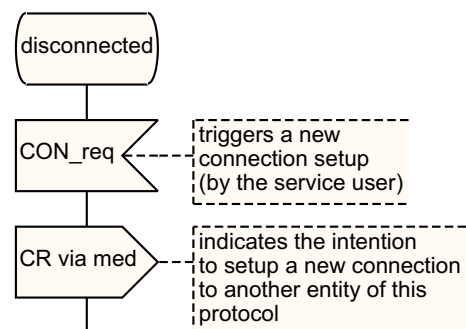 disconnected
CON_req
triggers a new
connection setup
(by the service user)
CR via med
indicates the intention
to setup a new connection
to another entity of this
protocol